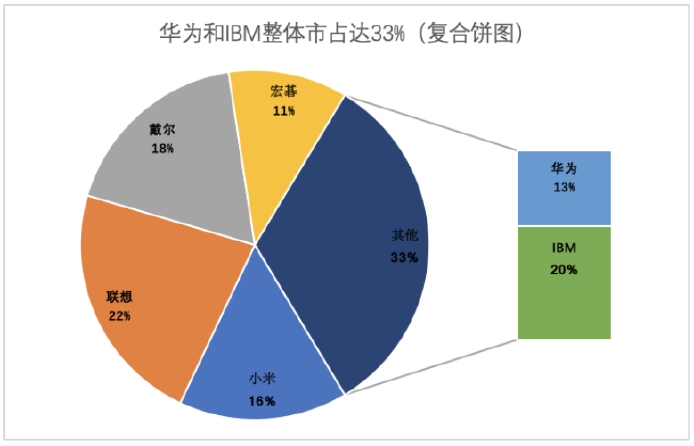 华为和IBM整体市占达33%（复合饼图）
宏碁
11%
戴尔
18%
其他
33%
华为
13%
IBM
20%
联想
22%
小米
16%